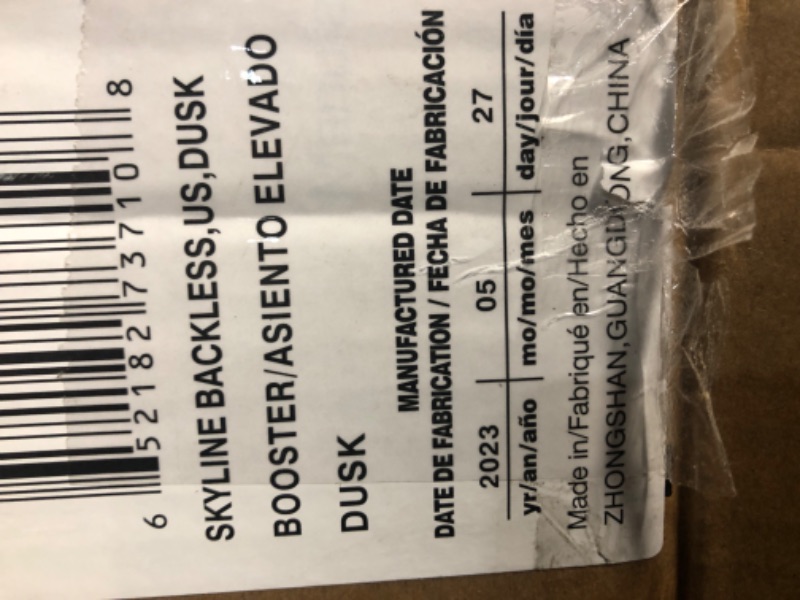 6 52182 73710 8
SKYLINE BACKLESS,US,DUSK
BOOSTER/ASIENTO ELEVADO
DUSK
MANUFACTURED DATE
DATE DE FABRICATION / FECHA DE FABRICACIÓN
2023 | 05 | 27
yr/an/año | mo/mo/mes | day/jour/día
Made in/Fabriqué en/Hecho en
ZHONGSHAN,GUANGDONG,CHINA